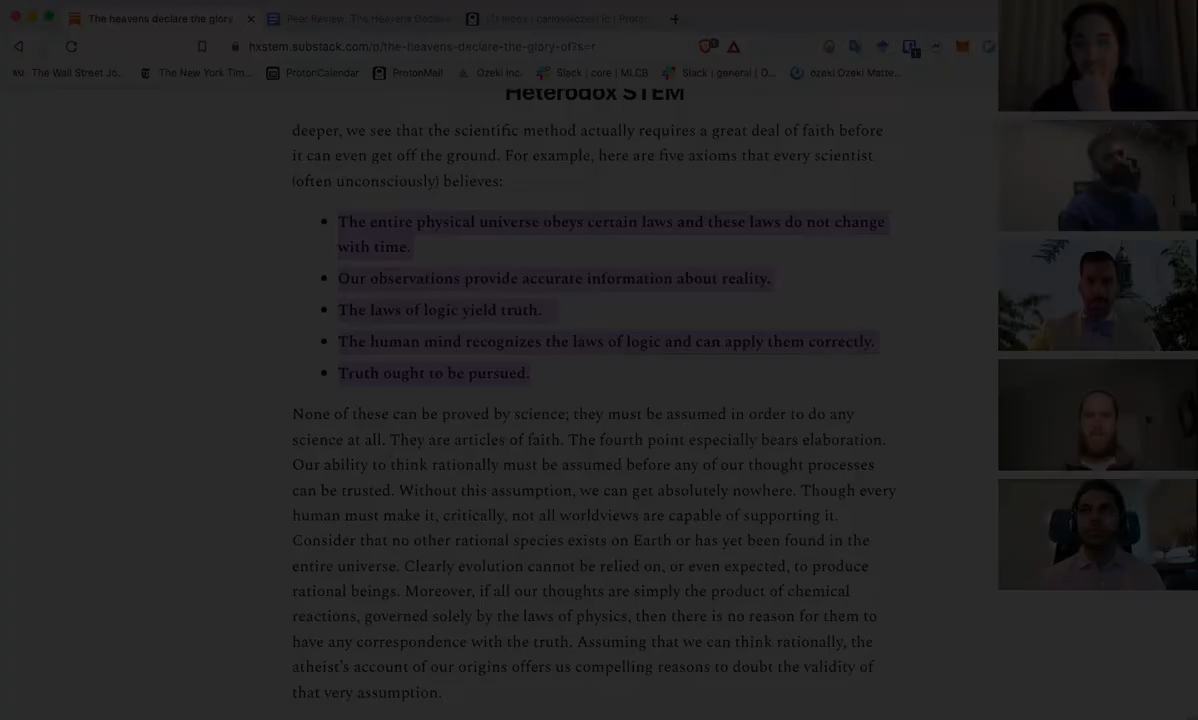 The heavens declare the glory
Peer Review: The Heavens Declare
Inbox
hxstem.substack.com/p/the-heavens-declare-the-glory-of?s=r
The Wall Street Jo...
The New York Tim...
ProtonCalendar
ProtonMail
Ozeki Inc.
Slack | core | MLCB
Slack | general | O...
ozeki Ozeki Matte...
Heterodox STEM
deeper, we see that the scientific method actually requires a great deal of faith before
it can even get off the ground. For example, here are five axioms that every scientist
(often unconsciously) believes:
• The entire physical universe obeys certain laws and these laws do not change
with time.
• Our observations provide accurate information about reality.
• The laws of logic yield truth.
• The human mind recognizes the laws of logic and can apply them correctly.
• Truth ought to be pursued.
None of these can be proved by science; they must be assumed in order to do any
science at all. They are articles of faith. The fourth point especially bears elaboration.
Our ability to think rationally must be assumed before any of our thought processes
can be trusted. Without this assumption, we can get absolutely nowhere. Though every
human must make it, critically, not all worldviews are capable of supporting it.
Consider that no other rational species exists on Earth or has yet been found in the
entire universe. Clearly evolution cannot be relied on, or even expected, to produce
rational beings. Moreover, if all our thoughts are simply the product of chemical
reactions, governed solely by the laws of physics, then there is no reason for them to
have any correspondence with the truth. Assuming that we can think rationally, the
atheist's account of our origins offers us compelling reasons to doubt the validity of
that very assumption.